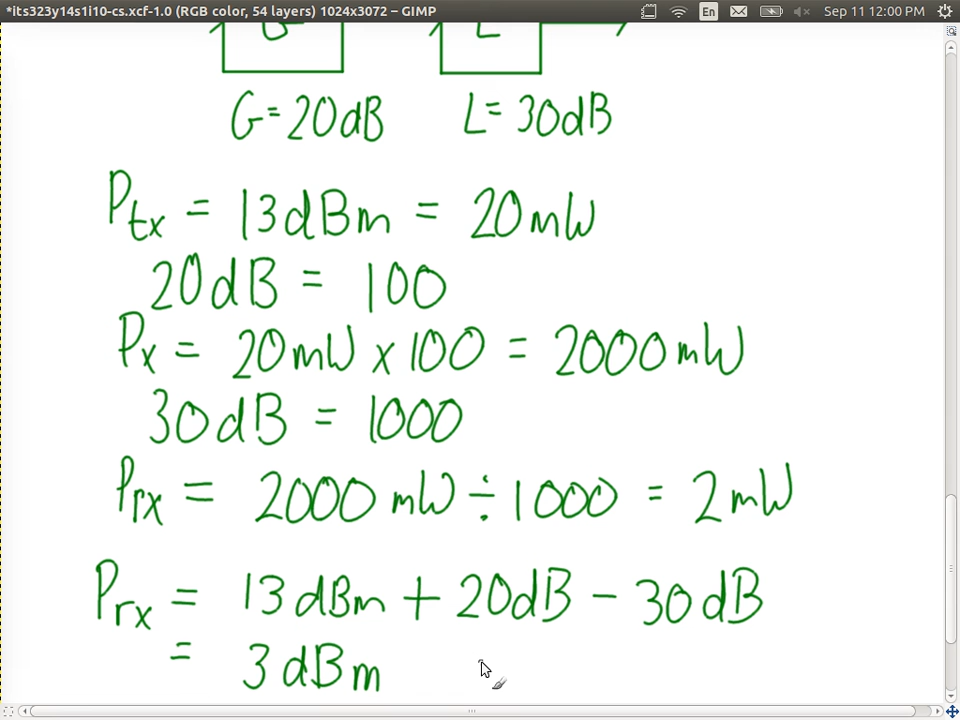 *its323y14s1i10-cs.xcf-1.0 (RGB color, 54 layers) 1024x3072 – GIMP En Sep 11 12:00 PM
G L
G=20dB L=30dB
Ptx = 13dBm = 20mW
20dB = 100
Px = 20mW x 100 = 2000mW
30dB = 1000
Prx = 2000mW ÷ 1000 = 2mW
Prx = 13dBm + 20dB - 30dB
= 3dBm